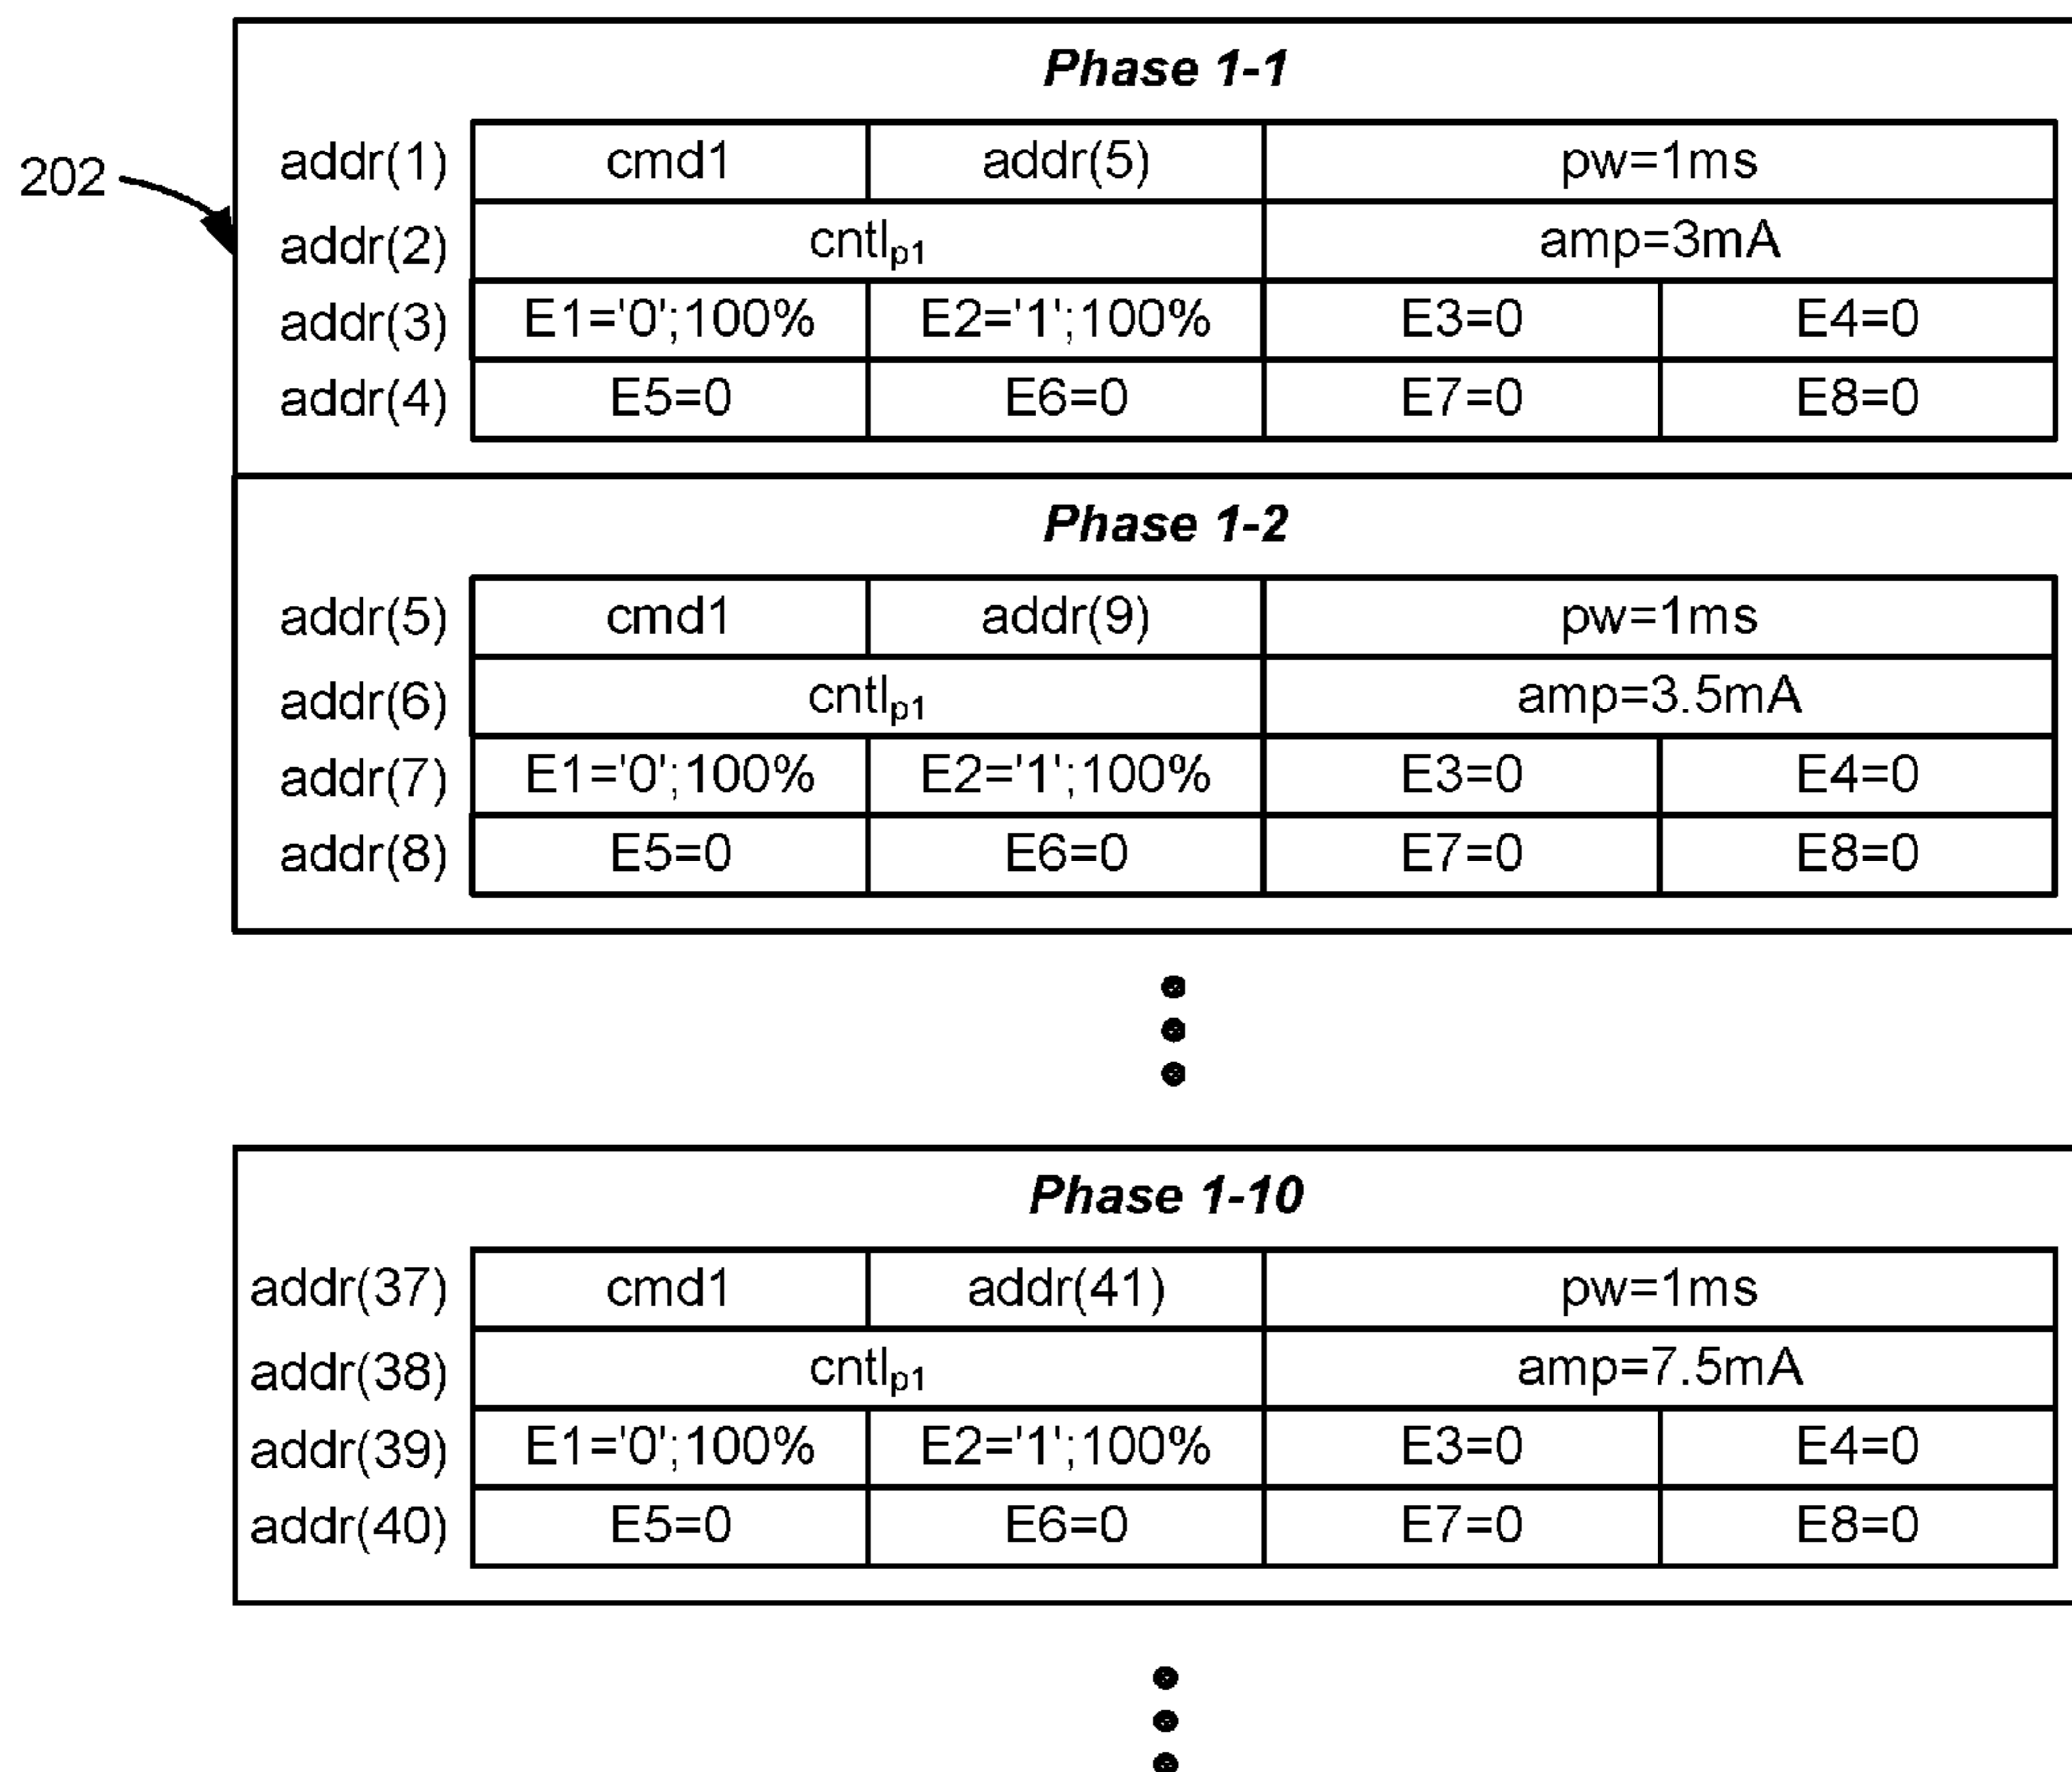 Phase 1-1
202
addr(1) cmd1 addr(5) pw=1ms
addr(2) cntlp1 amp=3mA
addr(3) E1='0';100% E2='1';100% E3=0 E4=0
addr(4) E5=0 E6=0 E7=0 E8=0
Phase 1-2
addr(5) cmd1 addr(9) pw=1ms
addr(6) cntlp1 amp=3.5mA
addr(7) E1='0';100% E2='1';100% E3=0 E4=0
addr(8) E5=0 E6=0 E7=0 E8=0
Phase 1-10
addr(37) cmd1 addr(41) pw=1ms
addr(38) cntlp1 amp=7.5mA
addr(39) E1='0';100% E2='1';100% E3=0 E4=0
addr(40) E5=0 E6=0 E7=0 E8=0